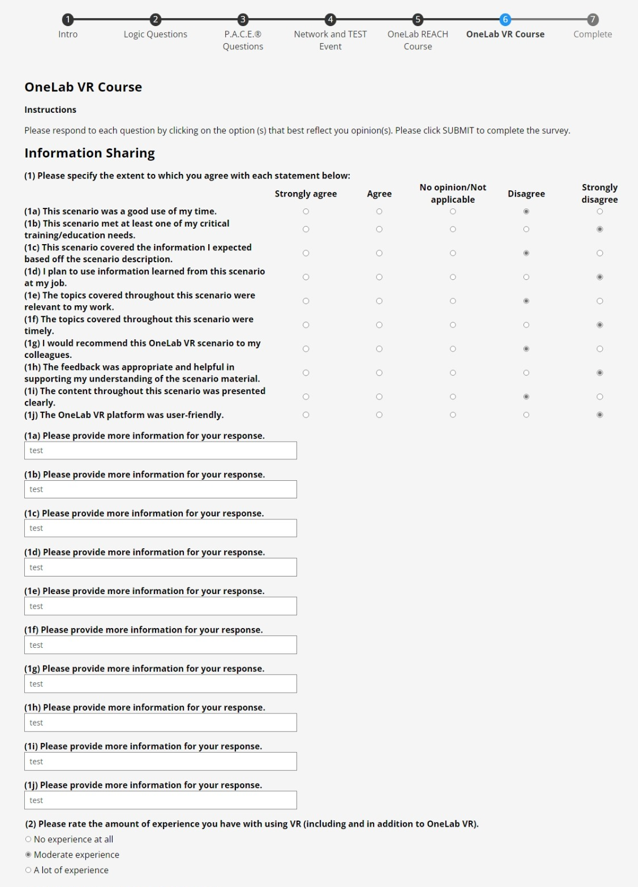 1 2 3 4 5 6 7
Intro Logic Questions P.A.C.E.® Network and TEST OneLab REACH OneLab VR Course Complete
Questions Event Course
OneLab VR Course
Instructions
Please respond to each question by clicking on the option (s) that best reflect you opinion(s). Please click SUBMIT to complete the survey.
Information Sharing
(1) Please specify the extent to which you agree with each statement below:
Strongly agree Agree No opinion/Not Disagree Strongly
applicable disagree
(1a) This scenario was a good use of my time.
(1b) This scenario met at least one of my critical
training/education needs.
(1c) This scenario covered the information I expected
based off the scenario description.
(1d) I plan to use information learned from this scenario
at my job.
(1e) The topics covered throughout this scenario were
relevant to my work.
(1f) The topics covered throughout this scenario were
timely.
(1g) I would recommend this OneLab VR scenario to my
colleagues.
(1h) The feedback was appropriate and helpful in
supporting my understanding of the scenario material.
(1i) The content throughout this scenario was presented
clearly.
(1j) The OneLab VR platform was user-friendly.
(1a) Please provide more information for your response.
test
(1b) Please provide more information for your response.
test
(1c) Please provide more information for your response.
test
(1d) Please provide more information for your response.
test
(1e) Please provide more information for your response.
test
(1f) Please provide more information for your response.
test
(1g) Please provide more information for your response.
test
(1h) Please provide more information for your response.
test
(1i) Please provide more information for your response.
test
(1j) Please provide more information for your response.
test
(2) Please rate the amount of experience you have with using VR (including and in addition to OneLab VR).
No experience at all
Moderate experience
A lot of experience